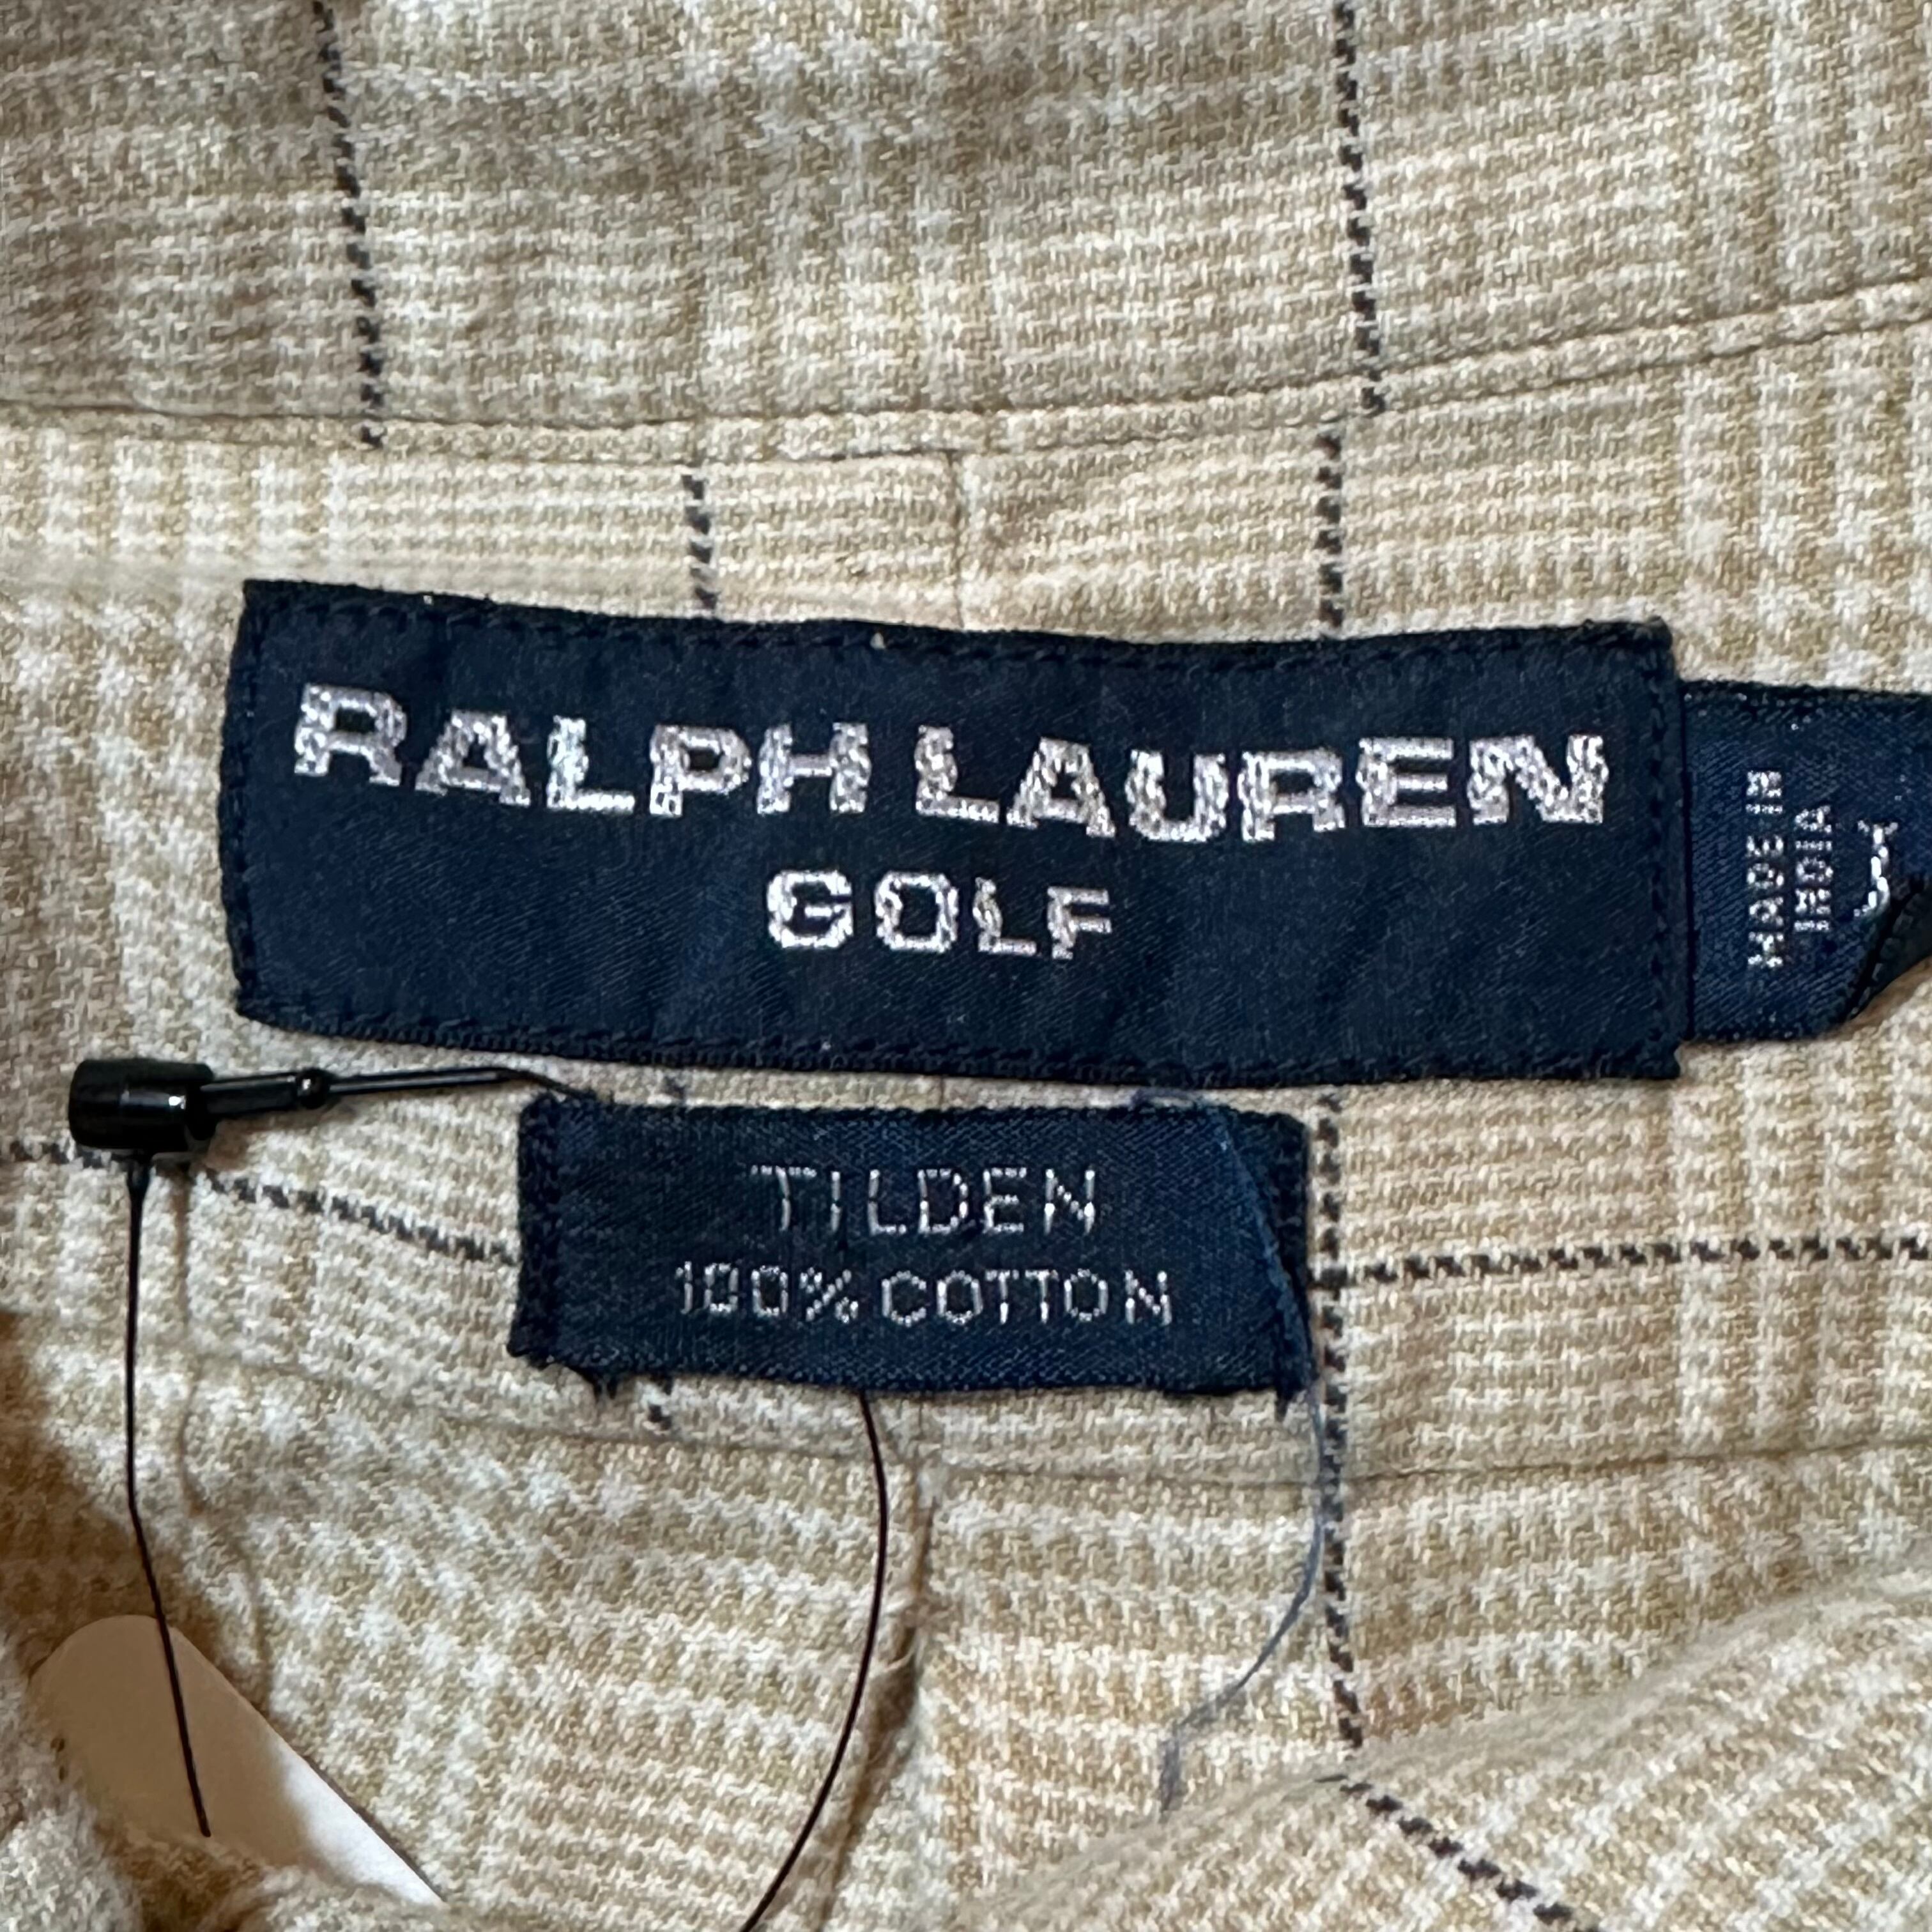 RALPH LAUREN
GOLF
MADE IN
INDIA
TILDEN
100% COTTON